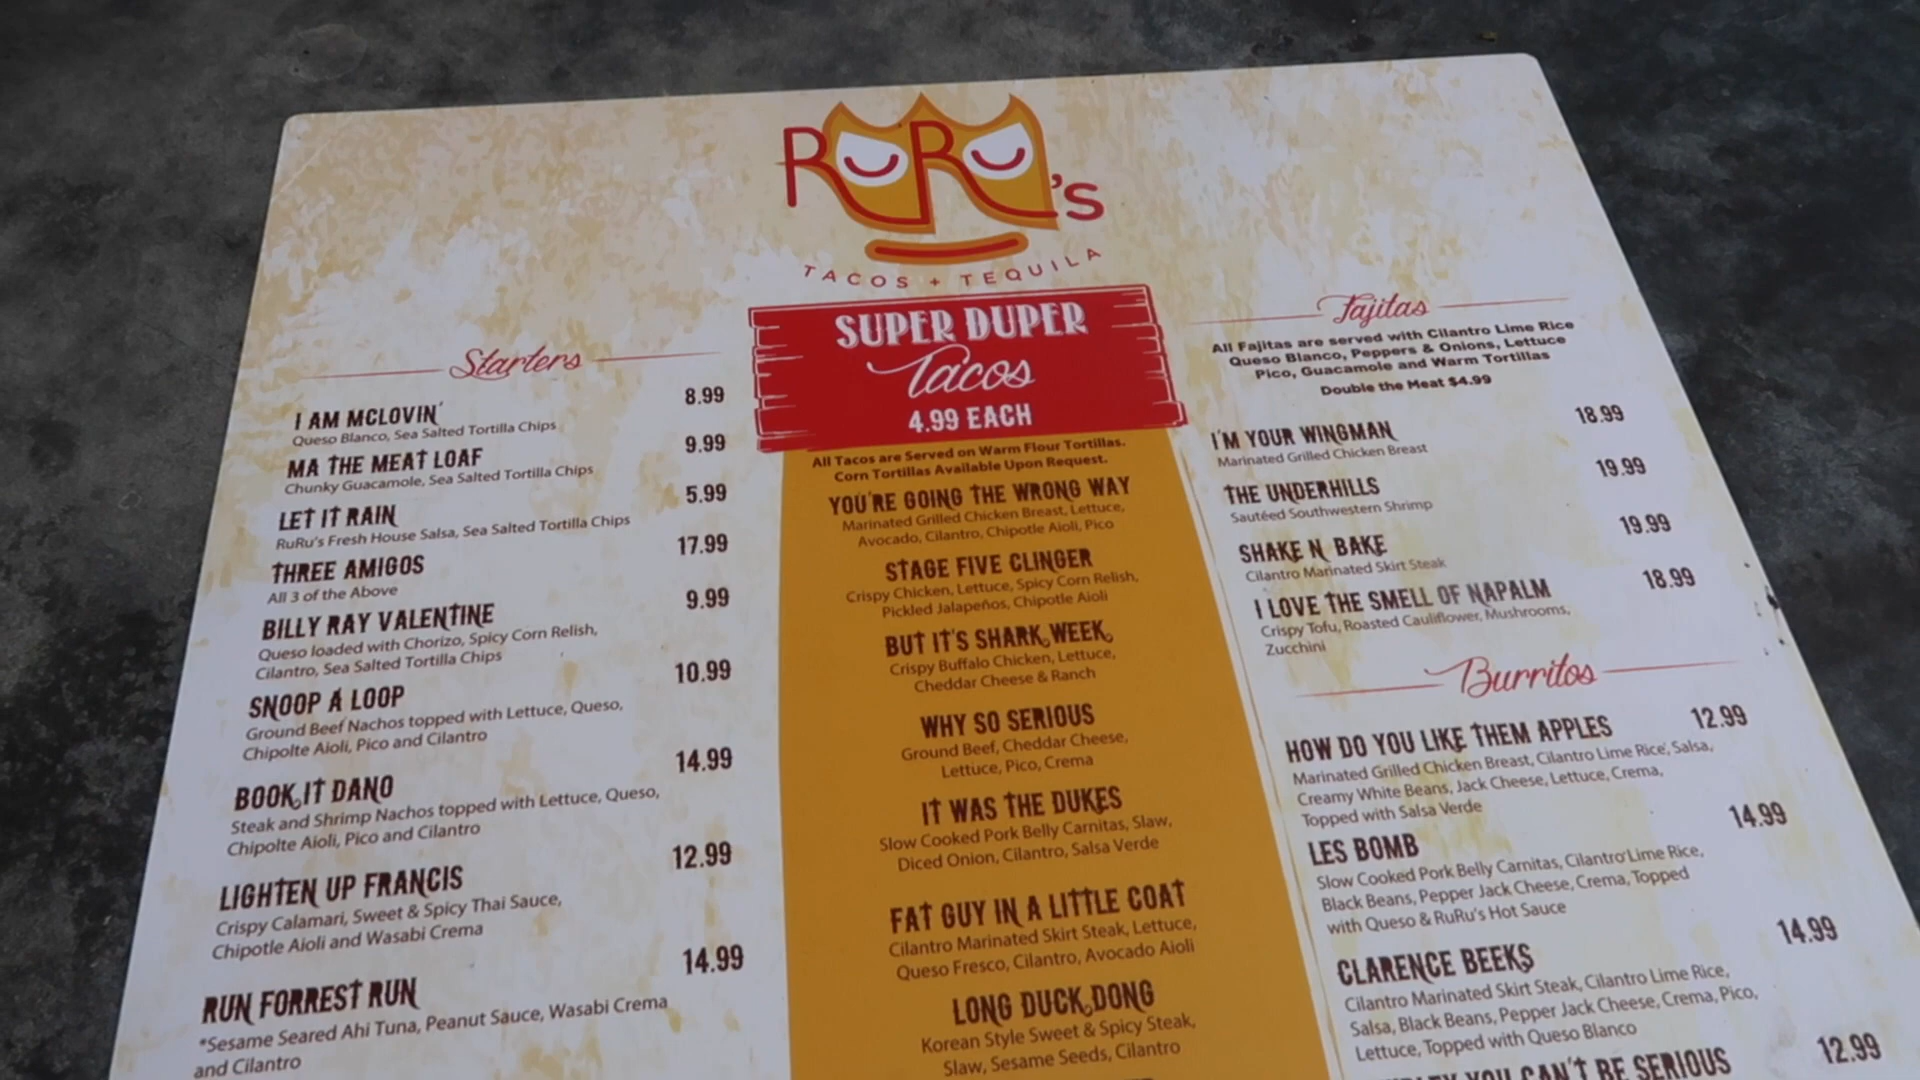 RuRu's
TACOS + TEQUILA
Starters
I AM MCLOVIN' 8.99
Queso Blanco, Sea Salted Tortilla Chips
MA THE MEAT LOAF 9.99
Chunky Guacamole, Sea Salted Tortilla Chips
LET IT RAIN 5.99
RuRu's Fresh House Salsa, Sea Salted Tortilla Chips
THREE AMIGOS 17.99
All 3 of the Above
BILLY RAY VALENTINE 9.99
Queso loaded with Chorizo, Spicy Corn Relish,
Cilantro, Sea Salted Tortilla Chips
SNOOP A LOOP 10.99
Ground Beef Nachos topped with Lettuce, Queso,
Chipolte Aioli, Pico and Cilantro
BOOK IT DANO 14.99
Steak and Shrimp Nachos topped with Lettuce, Queso,
Chipolte Aioli, Pico and Cilantro
LIGHTEN UP FRANCIS 12.99
Crispy Calamari, Sweet & Spicy Thai Sauce,
Chipotle Aioli and Wasabi Crema
RUN FORREST RUN 14.99
*Sesame Seared Ahi Tuna, Peanut Sauce, Wasabi Crema
and Cilantro
SUPER DUPER
Tacos
4.99 EACH
All Tacos are Served on Warm Flour Tortillas.
Corn Tortillas Available Upon Request.
YOU'RE GOING THE WRONG WAY
Marinated Grilled Chicken Breast, Lettuce,
Avocado, Cilantro, Chipotle Aioli, Pico
STAGE FIVE CLINGER
Crispy Chicken, Lettuce, Spicy Corn Relish,
Pickled Jalapeños, Chipotle Aioli
BUT IT'S SHARK WEEK
Crispy Buffalo Chicken, Lettuce,
Cheddar Cheese & Ranch
WHY SO SERIOUS
Ground Beef, Cheddar Cheese,
Lettuce, Pico, Crema
IT WAS THE DUKES
Slow Cooked Pork Belly Carnitas, Slaw,
Diced Onion, Cilantro, Salsa Verde
FAT GUY IN A LITTLE COAT
Cilantro Marinated Skirt Steak, Lettuce,
Queso Fresco, Cilantro, Avocado Aioli
LONG DUCK DONG
Korean Style Sweet & Spicy Steak,
Slaw, Sesame Seeds, Cilantro
Fajitas
All Fajitas are served with Cilantro Lime Rice
Queso Blanco, Peppers & Onions, Lettuce
Pico, Guacamole and Warm Tortillas
Double the Meat $4.99
I'M YOUR WINGMAN 18.99
Marinated Grilled Chicken Breast
THE UNDERHILLS 19.99
Sautéed Southwestern Shrimp
SHAKE N BAKE 19.99
Cilantro Marinated Skirt Steak
I LOVE THE SMELL OF NAPALM 18.99
Crispy Tofu, Roasted Cauliflower, Mushrooms,
Zucchini
Burritos
HOW DO YOU LIKE THEM APPLES 12.99
Marinated Grilled Chicken Breast, Cilantro Lime Rice, Salsa,
Creamy White Beans, Jack Cheese, Lettuce, Crema,
Topped with Salsa Verde
LES BOMB 14.99
Slow Cooked Pork Belly Carnitas, Cilantro Lime Rice,
Black Beans, Pepper Jack Cheese, Crema, Topped
with Queso & RuRu's Hot Sauce
CLARENCE BEEKS 14.99
Cilantro Marinated Skirt Steak, Cilantro Lime Rice,
Salsa, Black Beans, Pepper Jack Cheese, Crema, Pico,
Lettuce, Topped with Queso Blanco
YOU CAN'T BE SERIOUS 12.99